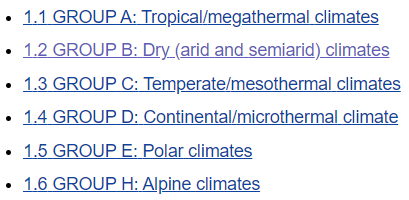 1.1 GROUP A: Tropical/megathermal climates
1.2 GROUP B: Dry (arid and semiarid) climates
1.3 GROUP C: Temperate/mesothermal climates
1.4 GROUP D: Continental/microthermal climate
1.5 GROUP E: Polar climates
1.6 GROUP H: Alpine climates